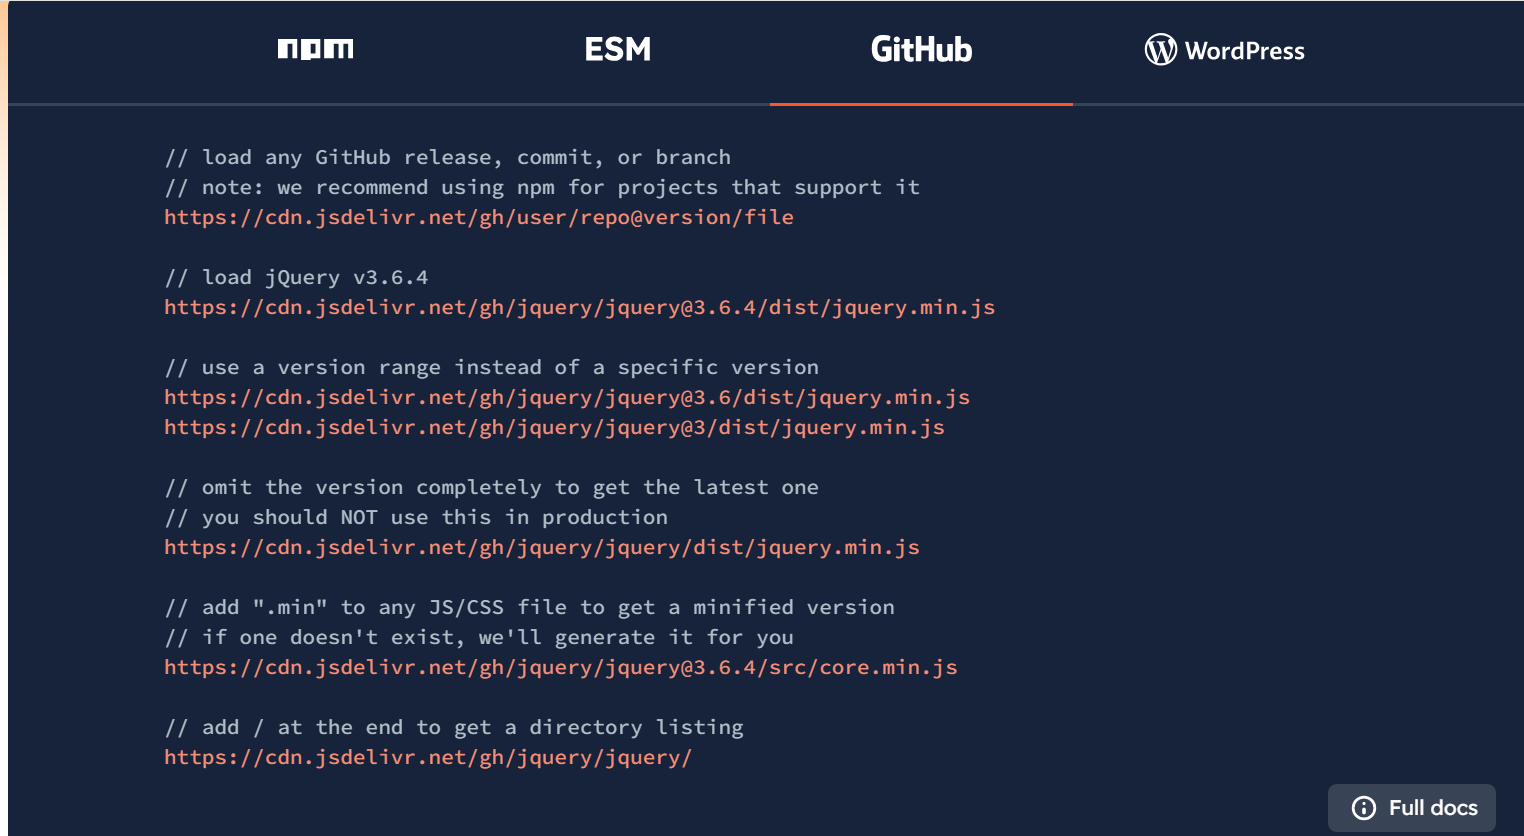 npm
ESM
GitHub
WordPress
// load any GitHub release, commit, or branch
// note: we recommend using npm for projects that support it
https://cdn.jsdelivr.net/gh/user/repo@version/file
// load jQuery v3.6.4
https://cdn.jsdelivr.net/gh/jquery/jquery@3.6.4/dist/jquery.min.js
// use a version range instead of a specific version
https://cdn.jsdelivr.net/gh/jquery/jquery@3.6/dist/jquery.min.js
https://cdn.jsdelivr.net/gh/jquery/jquery@3/dist/jquery.min.js
// omit the version completely to get the latest one
// you should NOT use this in production
https://cdn.jsdelivr.net/gh/jquery/jquery/dist/jquery.min.js
// add ".min" to any JS/CSS file to get a minified version
// if one doesn't exist, we'll generate it for you
https://cdn.jsdelivr.net/gh/jquery/jquery@3.6.4/src/core.min.js
// add / at the end to get a directory listing
https://cdn.jsdelivr.net/gh/jquery/jquery/
Full docs